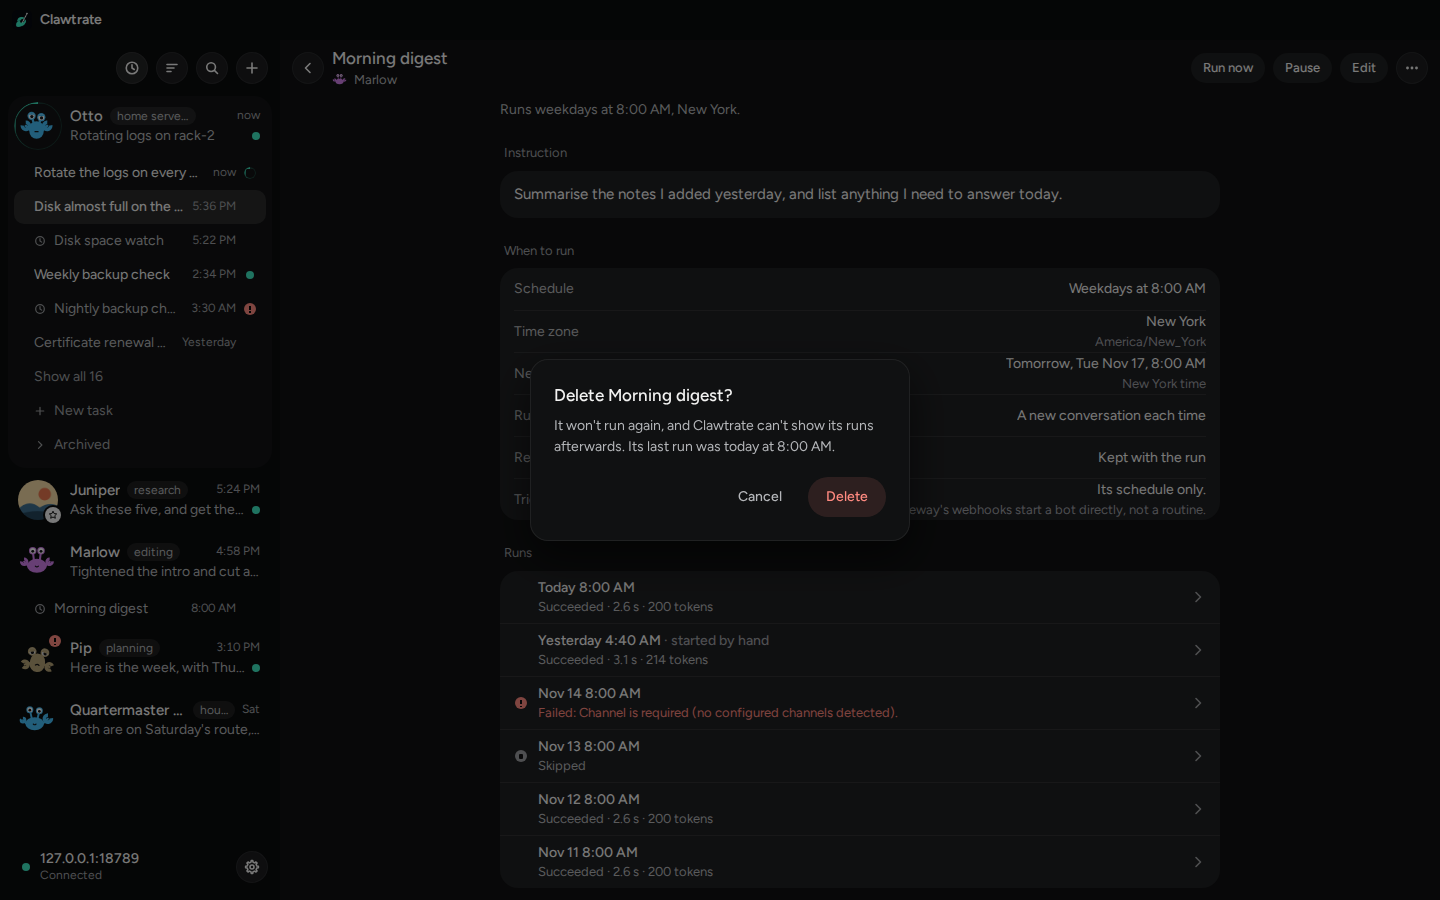 Clawtrate
Otto
home serve...
now
Rotating logs on rack-2
Rotate the logs on every ...
now
Disk almost full on the ...
5:36 PM
Disk space watch
5:22 PM
Weekly backup check
2:34 PM
Nightly backup ch...
3:30 AM
Certificate renewal ...
Yesterday
Show all 16
New task
Archived
Juniper
research
5:24 PM
Ask these five, and get the...
Marlow
editing
4:58 PM
Tightened the intro and cut a...
Morning digest
8:00 AM
Pip
planning
3:10 PM
Here is the week, with Thu...
Quartermaster ...
hou...
Sat
Both are on Saturday's route,...
127.0.0.1:18789
Connected
Morning digest
Marlow
Run now
Pause
Edit
Runs weekdays at 8:00 AM, New York.
Instruction
Summarise the notes I added yesterday, and list anything I need to answer today.
When to run
Schedule
Weekdays at 8:00 AM
Time zone
New York
America/New_York
Ne
Tomorrow, Tue Nov 17, 8:00 AM
New York time
Ru
A new conversation each time
Re
Kept with the run
Tri
Its schedule only.
eway's webhooks start a bot directly, not a routine.
Delete Morning digest?
It won't run again, and Clawtrate can't show its runs
afterwards. Its last run was today at 8:00 AM.
Cancel
Delete
Runs
Today 8:00 AM
Succeeded · 2.6 s · 200 tokens
Yesterday 4:40 AM · started by hand
Succeeded · 3.1 s · 214 tokens
Nov 14 8:00 AM
Failed: Channel is required (no configured channels detected).
Nov 13 8:00 AM
Skipped
Nov 12 8:00 AM
Succeeded · 2.6 s · 200 tokens
Nov 11 8:00 AM
Succeeded · 2.6 s · 200 tokens